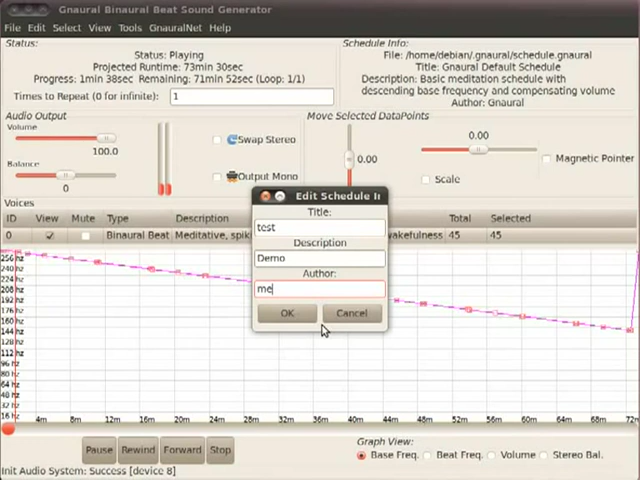 Gnaural Binaural Beat Sound Generator
File Edit Select View Tools GnauralNet Help
Status:
Status: Playing
Projected Runtime: 73min 30sec
Progress: 1min 38sec Remaining: 71min 52sec (Loop: 1/1)
Times to Repeat (0 for infinite): 1
Schedule Info:
File: /home/debian/.gnaural/schedule.gnaural
Title: Gnaural Default Schedule
Description: Basic meditation schedule with
descending base frequency and compensating volume
Author: Gnaural
Audio Output
Volume
100.0
Balance
0
Swap Stereo
Output Mono
Move Selected DataPoints
0.00
0.00
Magnetic Pointer
Scale
Edit Schedule
Title:
test
Description
Demo
Author:
me
OK Cancel
Voices
ID View Mute Type Description Total Selected
0 Binaural Beat Meditative, wakefulness 45 45
256 hz
240 hz
224 hz
208 hz
192 hz
176 hz
160 hz
144 hz
128 hz
112 hz
96 hz
80 hz
64 hz
48 hz
32 hz
16 hz
4m 8m 12m 16m 20m 24m 28m 32m 36m 40m 44m 48m 52m 56m 60m 64m 68m 72m
Pause Rewind Forward Stop
Graph View:
Base Freq. Beat Freq. Volume Stereo Bal.
Init Audio System: Success [device 8]